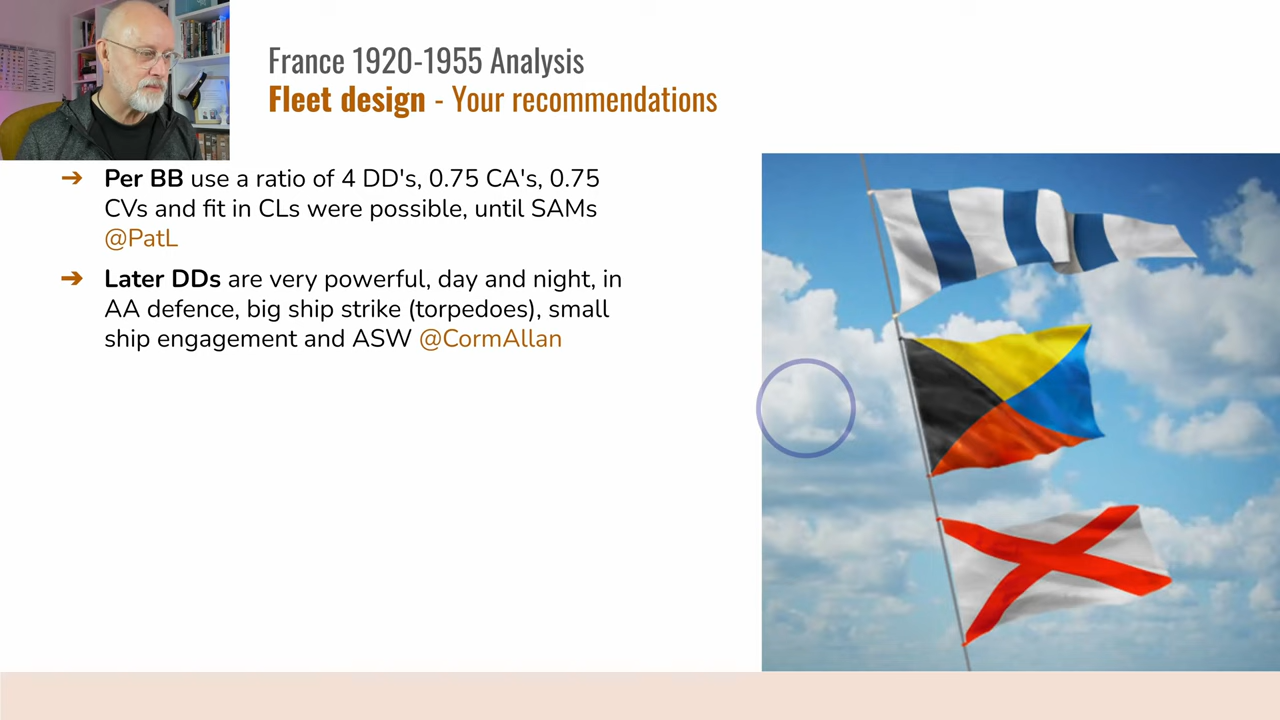 France 1920-1955 Analysis
Fleet design - Your recommendations
➔ Per BB use a ratio of 4 DD's, 0.75 CA's, 0.75
CVs and fit in CLs were possible, until SAMs
@PatL
➔ Later DDs are very powerful, day and night, in
AA defence, big ship strike (torpedoes), small
ship engagement and ASW @CormAllan